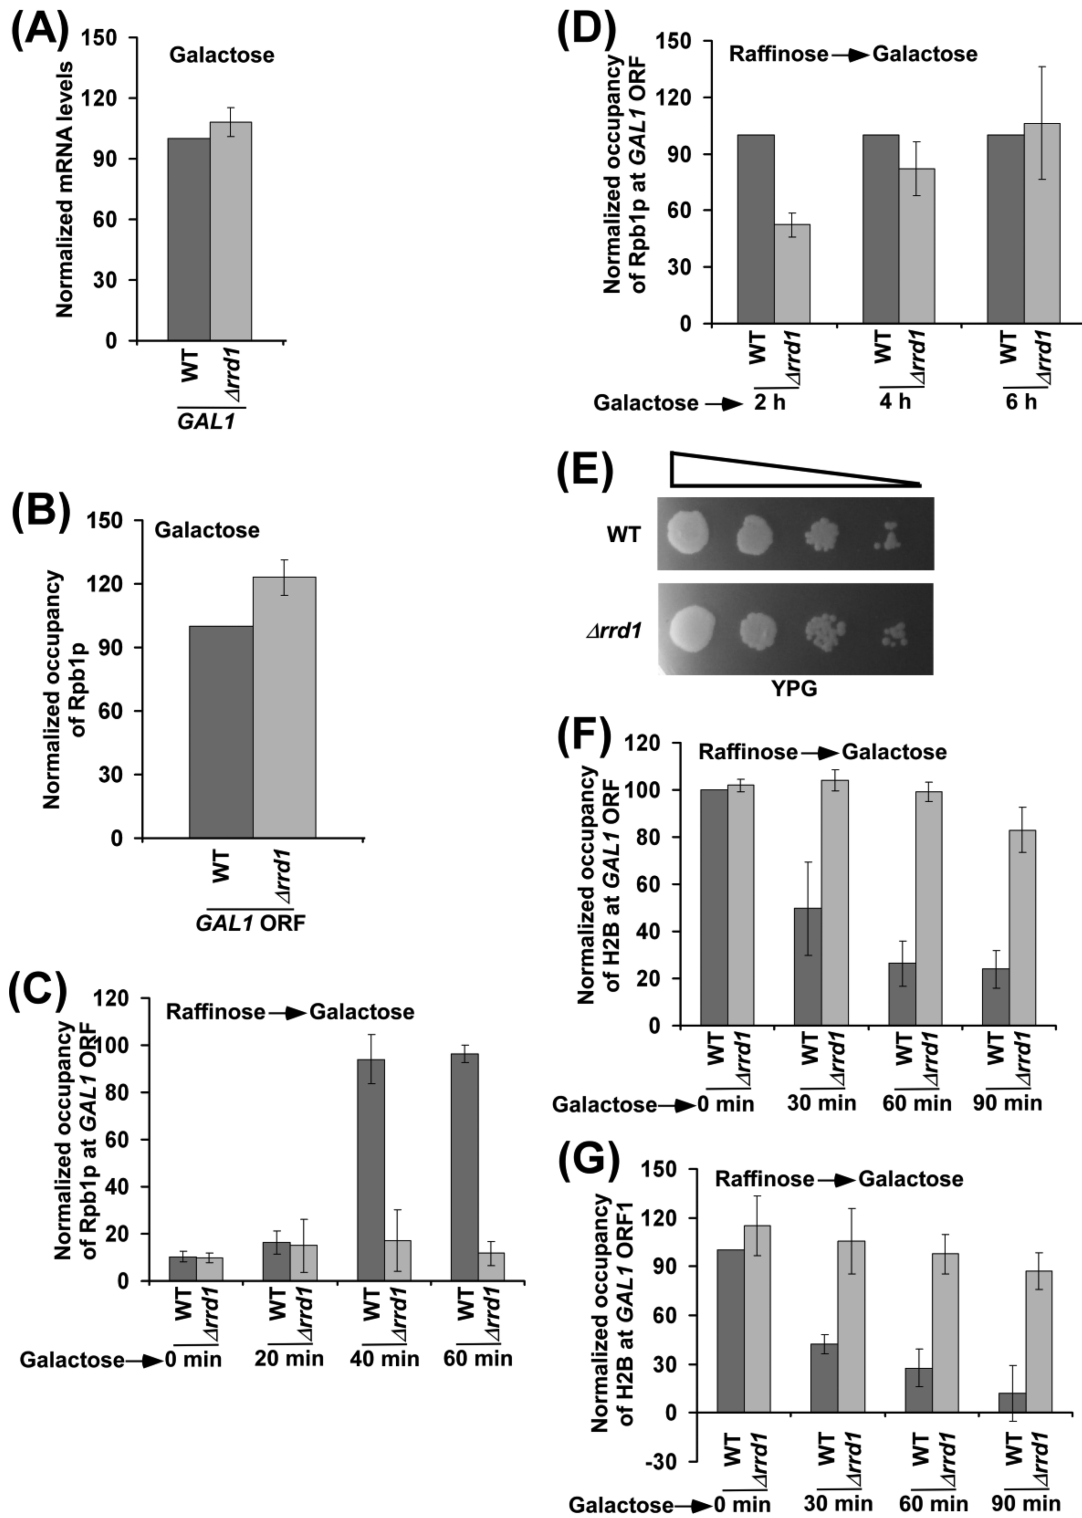 (A)
150
120
90
60
30
0
Normalized mRNA levels
Galactose
WT
Δrrd1
GAL1
(B)
150
120
90
60
30
0
Normalized occupancy
of Rpb1p
Galactose
WT
Δrrd1
GAL1 ORF
(C)
120
100
80
60
40
20
0
Normalized occupancy
of Rpb1p at GAL1 ORF
Raffinose → Galactose
WT
Δrrd1
WT
Δrrd1
WT
Δrrd1
WT
Δrrd1
Galactose → 0 min 20 min 40 min 60 min
(D)
150
120
90
60
30
0
Normalized occupancy
of Rpb1p at GAL1 ORF
Raffinose → Galactose
WT
Δrrd1
WT
Δrrd1
WT
Δrrd1
Galactose → 2 h 4 h 6 h
(E)
WT
Δrrd1
YPG
(F)
120
100
80
60
40
20
0
Normalized occupancy
of H2B at GAL1 ORF
Raffinose → Galactose
WT
Δrrd1
WT
Δrrd1
WT
Δrrd1
WT
Δrrd1
Galactose → 0 min 30 min 60 min 90 min
(G)
150
120
90
60
30
0
-30
Normalized occupancy
of H2B at GAL1 ORF1
Raffinose → Galactose
WT
Δrrd1
WT
Δrrd1
WT
Δrrd1
WT
Δrrd1
Galactose → 0 min 30 min 60 min 90 min